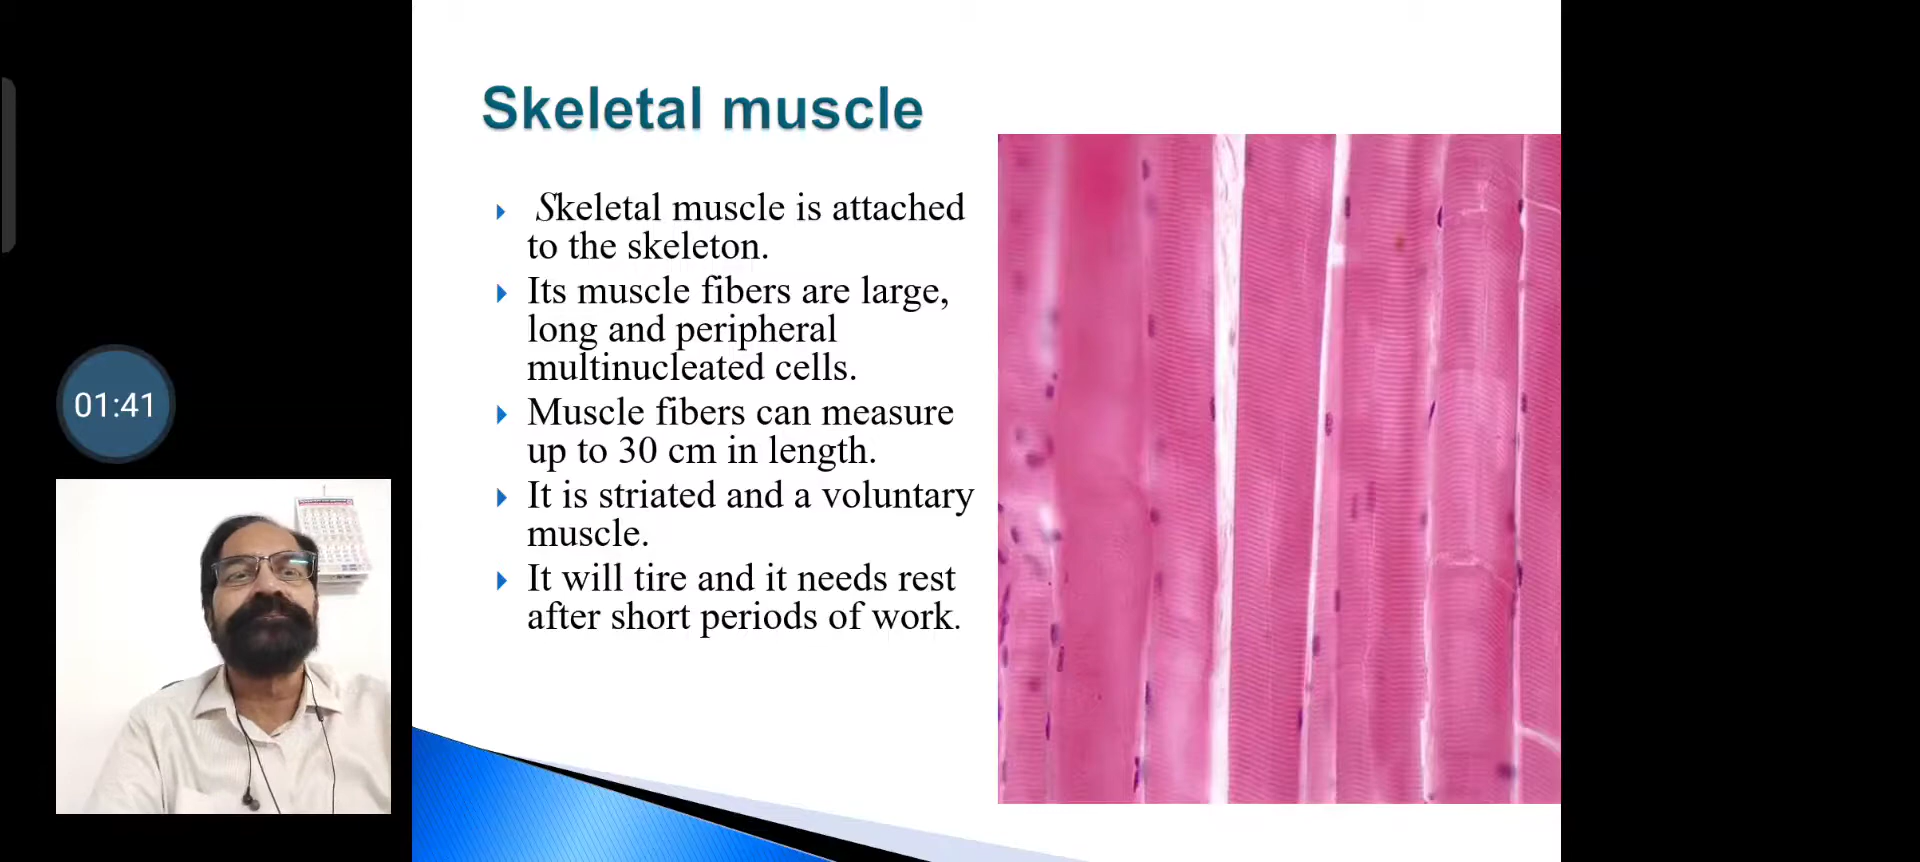 Skeletal muscle
Skeletal muscle is attached
to the skeleton.
Its muscle fibers are large,
long and peripheral
multinucleated cells.
Muscle fibers can measure
up to 30 cm in length.
It is striated and a voluntary
muscle.
It will tire and it needs rest
after short periods of work.
01:41